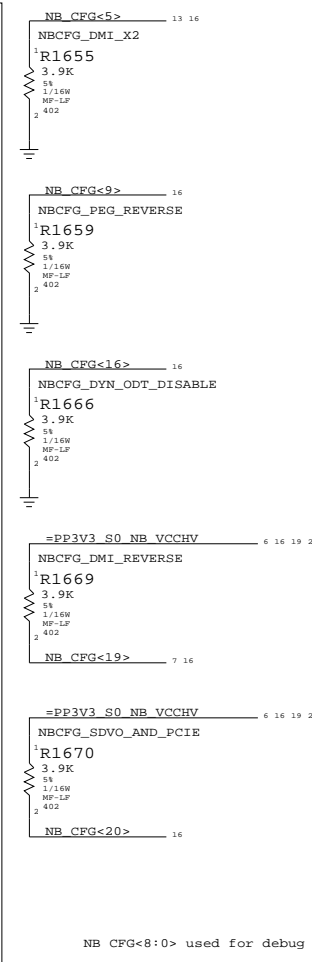 NB_CFG<5> 13 16
NBCFG_DMI_X2
1 R1655
3.9K
5%
1/16W
MF-LF
2 402
NB_CFG<9> 16
NBCFG_PEG_REVERSE
1 R1659
3.9K
5%
1/16W
MF-LF
2 402
NB_CFG<16> 16
NBCFG_DYN_ODT_DISABLE
1 R1666
3.9K
5%
1/16W
MF-LF
2 402
=PP3V3_S0_NB_VCCHV 6 16 19 2
NBCFG_DMI_REVERSE
1 R1669
3.9K
5%
1/16W
MF-LF
2 402
NB_CFG<19> 7 16
=PP3V3_S0_NB_VCCHV 6 16 19 2
NBCFG_SDVO_AND_PCIE
1 R1670
3.9K
5%
1/16W
MF-LF
2 402
NB_CFG<20> 16
NB CFG<8:0> used for debug